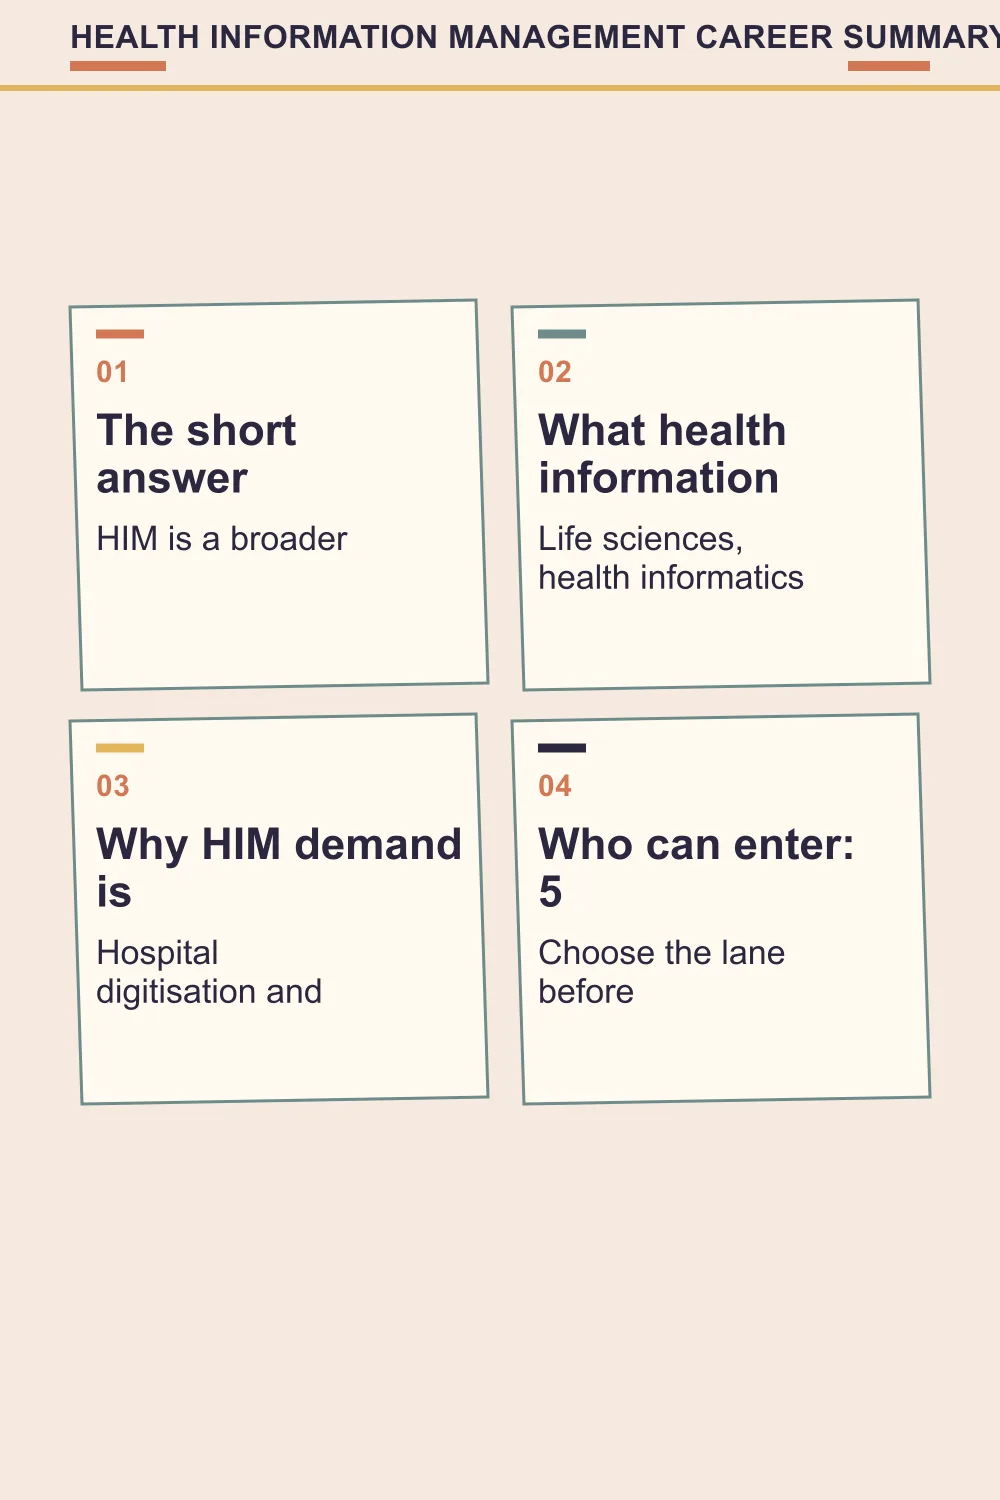 HEALTH INFORMATION MANAGEMENT CAREER SUMMARY
01
The short
answer
HIM is a broader
02
What health
information
Life sciences,
health informatics
03
Why HIM demand
is
Hospital
digitisation and
04
Who can enter:
5
Choose the lane
before